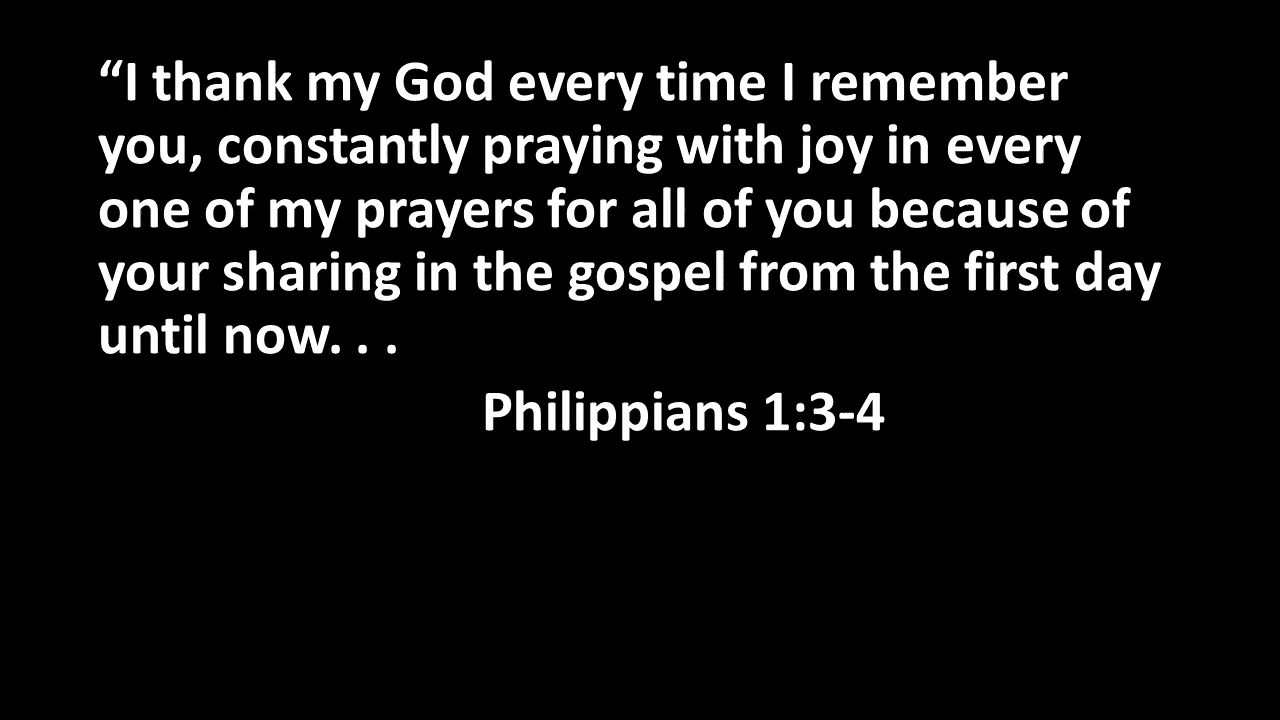 “I thank my God every time I remember
you, constantly praying with joy in every
one of my prayers for all of you because of
your sharing in the gospel from the first day
until now. . .
Philippians 1:3-4